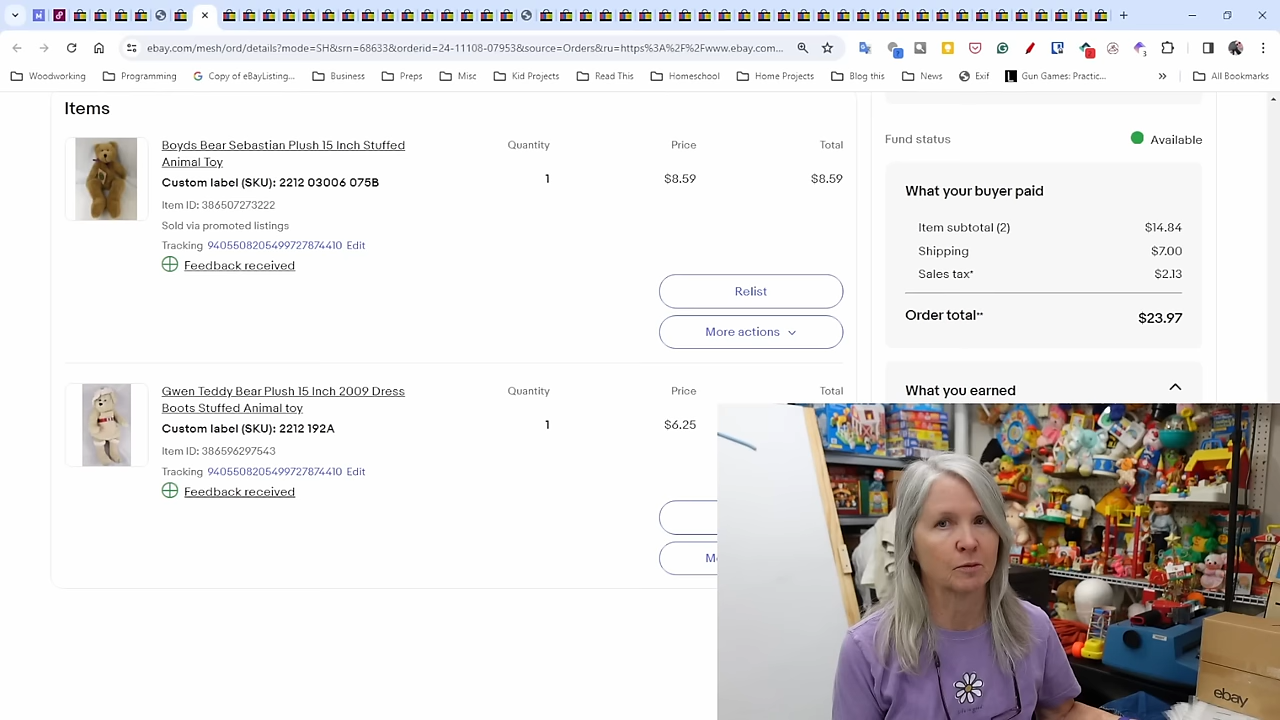 ebay.com/mesh/ord/details?mode=SH&srn=68633&orderid=24-11108-07953&source=Orders&ru=https%3A%2F%2Fwww.ebay.com...
Woodworking
Programming
Copy of eBayListing...
Business
Preps
Misc
Kid Projects
Read This
Homeschool
Home Projects
Blog this
News
Exif
Gun Games: Practic...
All Bookmarks
Items
Boyds Bear Sebastian Plush 15 Inch Stuffed
Animal Toy
Quantity
Price
Total
Custom label (SKU): 2212 03006 075B
1
$8.59
$8.59
Item ID: 386507273222
Sold via promoted listings
Tracking 9405508205499727874410 Edit
Feedback received
Relist
More actions
Gwen Teddy Bear Plush 15 Inch 2009 Dress
Boots Stuffed Animal toy
Quantity
Price
Total
Custom label (SKU): 2212 192A
1
$6.25
Item ID: 386596297543
Tracking 9405508205499727874410 Edit
Feedback received
Fund status
Available
What your buyer paid
Item subtotal (2)
$14.84
Shipping
$7.00
Sales tax*
$2.13
Order total**
$23.97
What you earned
ebay